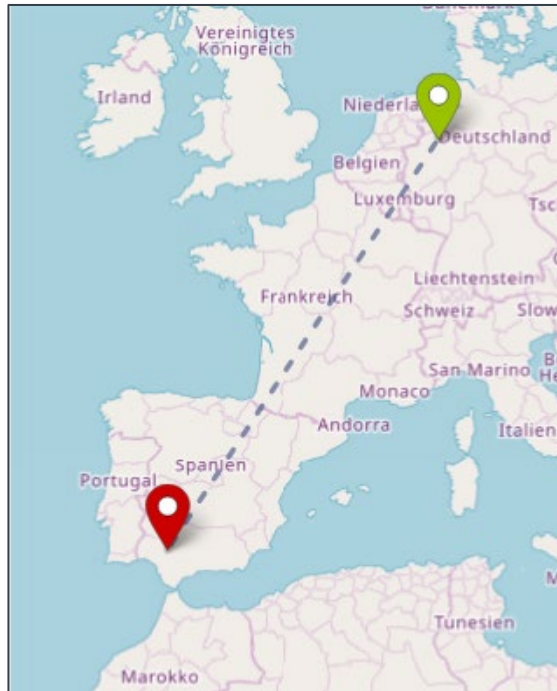 Vereinigtes
Königreich
Irland
Niederla
Deutschland
Belgien
Luxemburg
Tsc
Liechtenstein
Frankreich
Schweiz
Slow
San Marino
Monaco
Andorra
Italien
Spanien
Portugal
Tunesien
Marokko